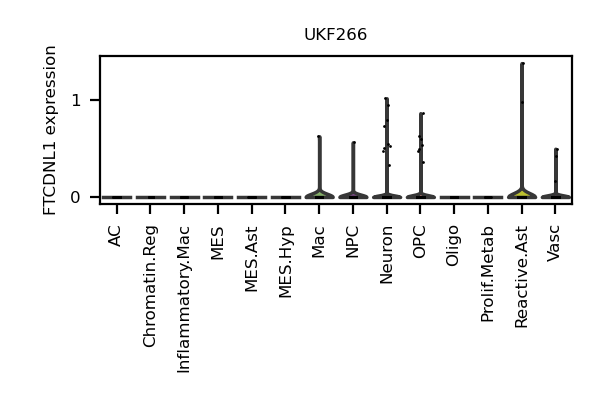 UKF266
FTCDNL1 expression
1
0
AC
Chromatin.Reg
Inflammatory.Mac
MES
MES.Ast
MES.Hyp
Mac
NPC
Neuron
OPC
Oligo
Prolif.Metab
Reactive.Ast
Vasc